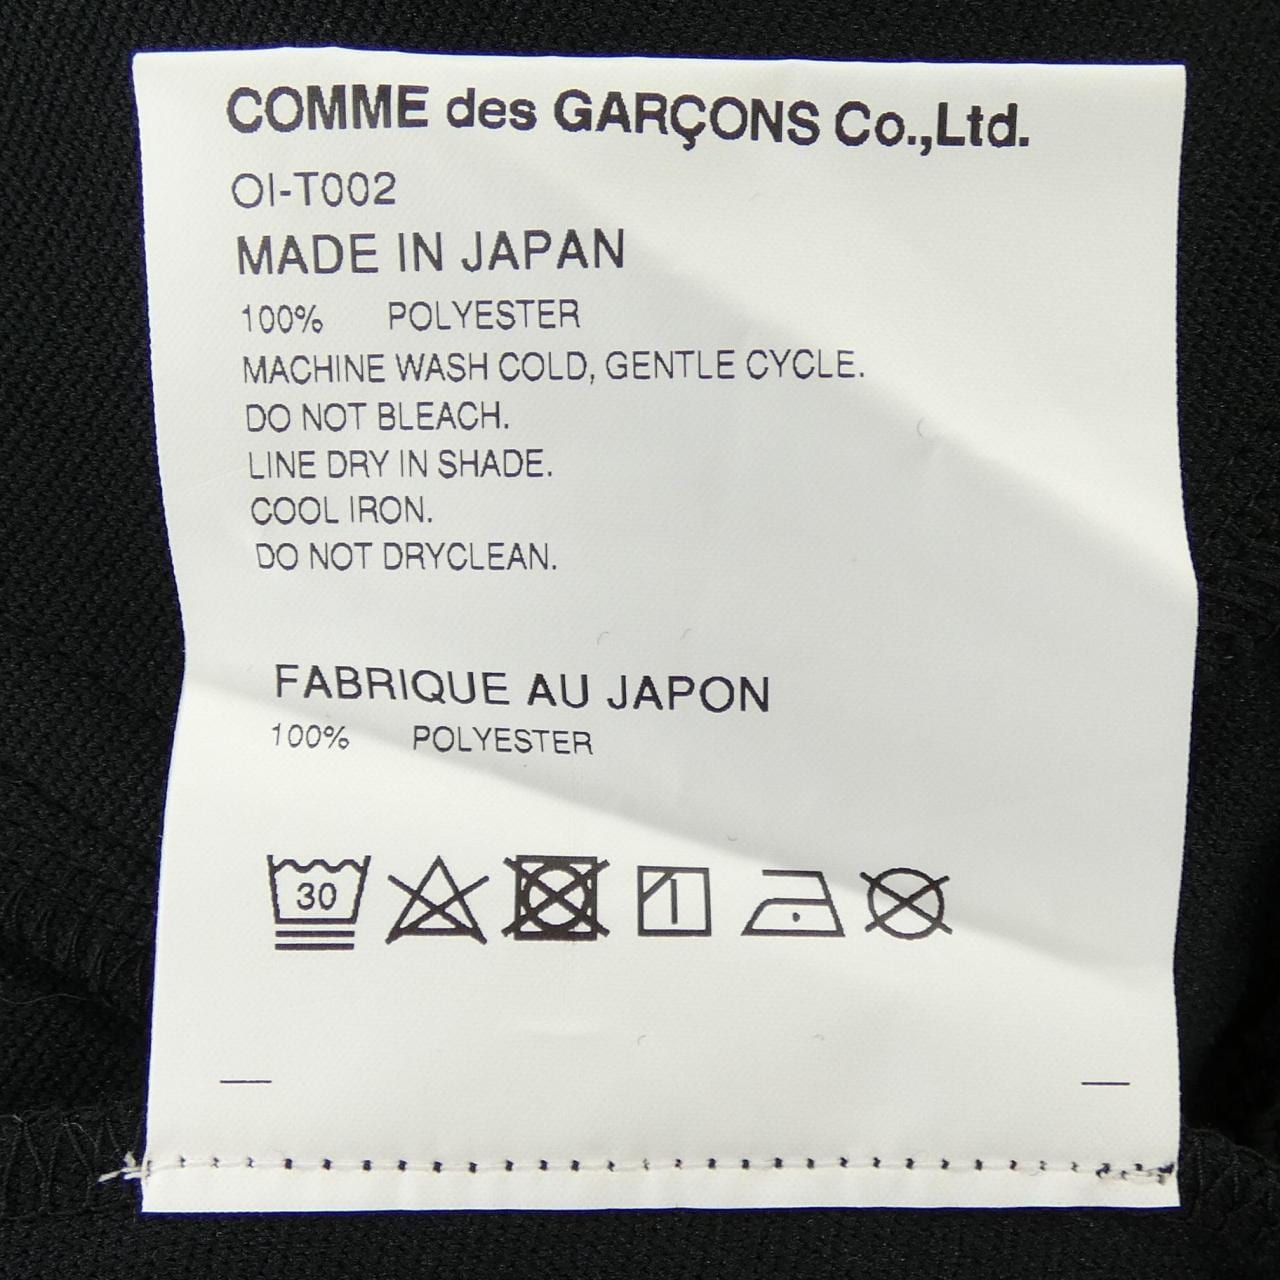 COMME des GARÇONS Co.,Ltd.
OI-T002
MADE IN JAPAN
100% POLYESTER
MACHINE WASH COLD, GENTLE CYCLE.
DO NOT BLEACH.
LINE DRY IN SHADE.
COOL IRON.
DO NOT DRYCLEAN.
FABRIQUE AU JAPON
100% POLYESTER
30